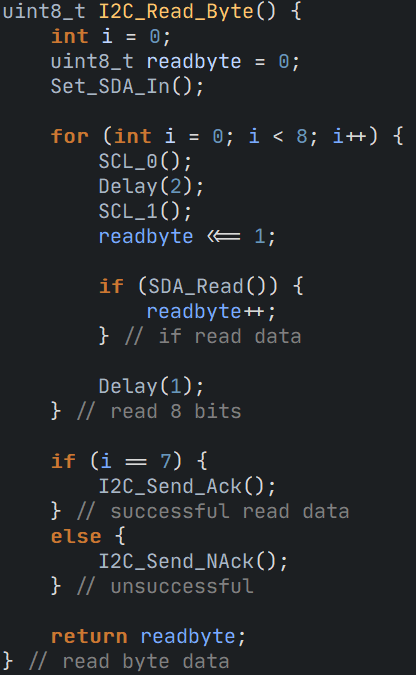 uint8_t I2C_Read_Byte() {
    int i = 0;
    uint8_t readbyte = 0;
    Set_SDA_In();

    for (int i = 0; i < 8; i++) {
        SCL_0();
        Delay(2);
        SCL_1();
        readbyte <<= 1;

        if (SDA_Read()) {
            readbyte++;
        } // if read data

        Delay(1);
    } // read 8 bits

    if (i == 7) {
        I2C_Send_Ack();
    } // successful read data
    else {
        I2C_Send_NAck();
    } // unsuccessful

    return readbyte;
} // read byte data